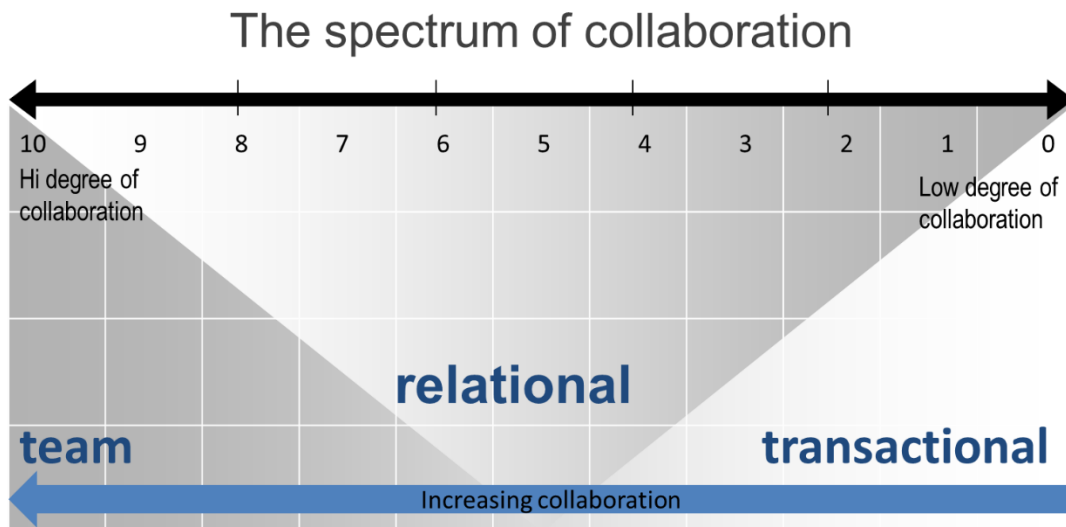 The spectrum of collaboration
10 9 8 7 6 5 4 3 2 1 0
Hi degree of
collaboration
Low degree of
collaboration
relational
team
transactional
Increasing collaboration